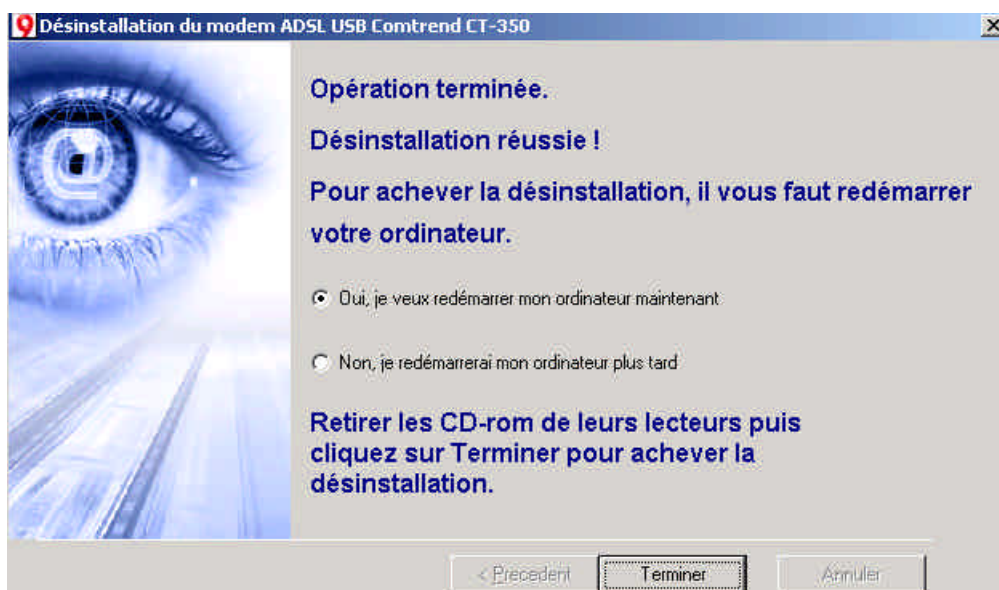 Désinstallation du modem ADSL USB Comtrend CT-350
Opération terminée.
Désinstallation réussie !
Pour achever la désinstallation, il vous faut redémarrer
votre ordinateur.
Oui, je veux redémarrer mon ordinateur maintenant
Non, je redémarrerai mon ordinateur plus tard
Retirer les CD-rom de leurs lecteurs puis
cliquez sur Terminer pour achever la
désinstallation.
< Precedent Terminer Annuler